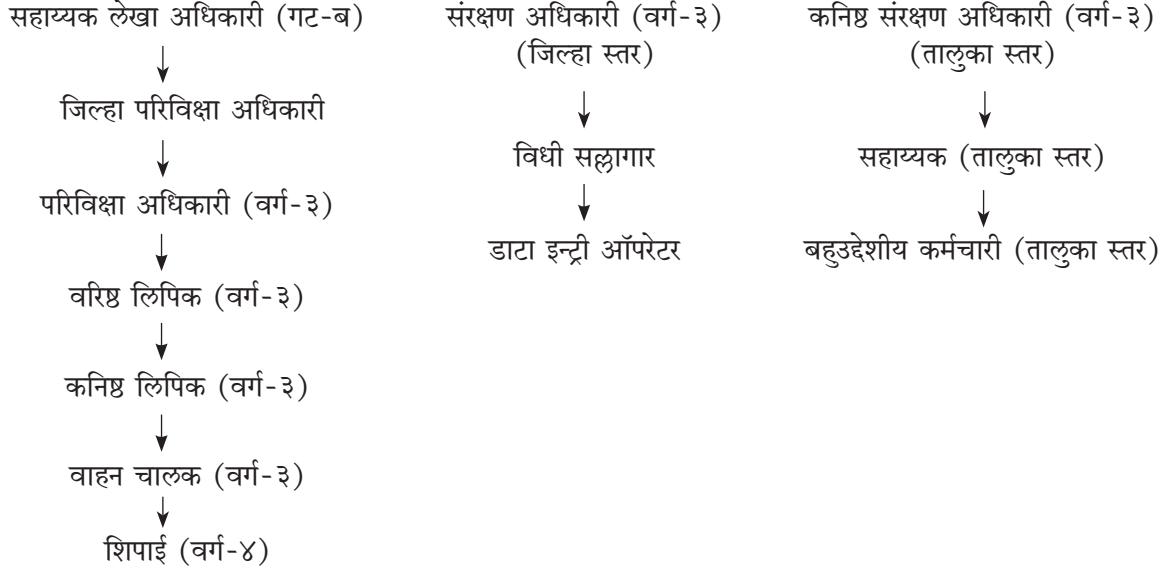 सहाय्यक लेखा अधिकारी (गट-ब)
जिल्हा परिविक्षा अधिकारी
परिविक्षा अधिकारी (वर्ग-३)
वरिष्ठ लिपिक (वर्ग-३)
कनिष्ठ लिपिक (वर्ग-३)
वाहन चालक (वर्ग-३)
शिपाई (वर्ग-४)
संरक्षण अधिकारी (वर्ग-३)
(जिल्हा स्तर)
विधी सल्लागार
डाटा इन्ट्री ऑपरेटर
कनिष्ठ संरक्षण अधिकारी (वर्ग-३)
(तालुका स्तर)
सहाय्यक (तालुका स्तर)
बहुउद्देशीय कर्मचारी (तालुका स्तर)